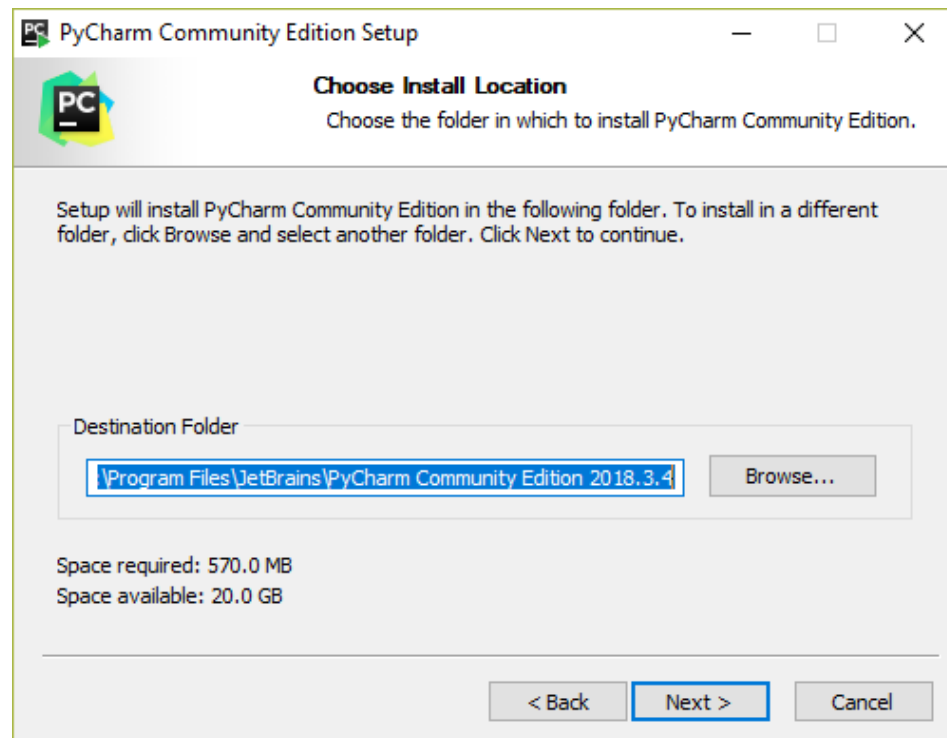 PyCharm Community Edition Setup
PC
Choose Install Location
Choose the folder in which to install PyCharm Community Edition.
Setup will install PyCharm Community Edition in the following folder. To install in a different
folder, click Browse and select another folder. Click Next to continue.
Destination Folder
:\Program Files\JetBrains\PyCharm Community Edition 2018.3.4
Browse...
Space required: 570.0 MB
Space available: 20.0 GB
< Back
Next >
Cancel